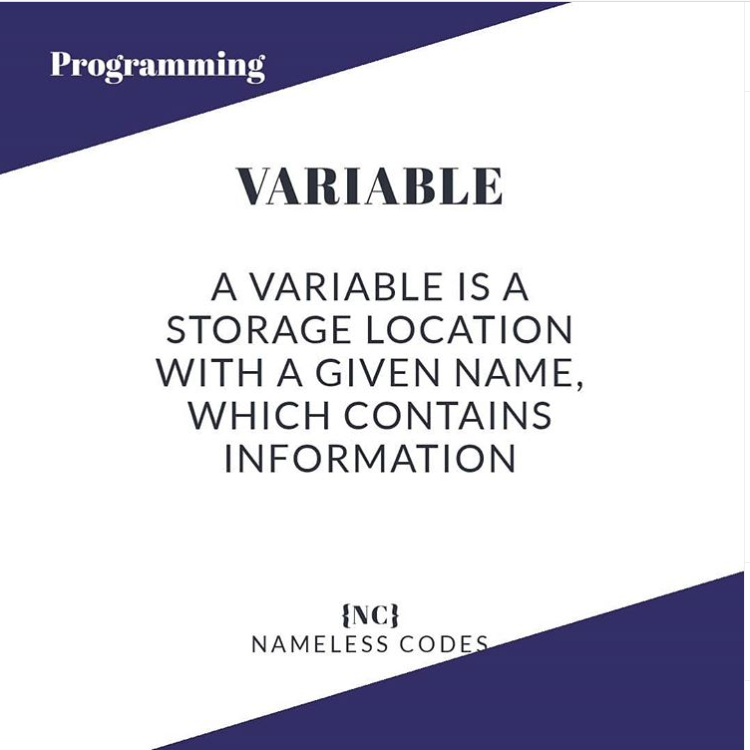 Programming
VARIABLE
A VARIABLE IS A
STORAGE LOCATION
WITH A GIVEN NAME,
WHICH CONTAINS
INFORMATION
{NC}
NAMELESS CODES